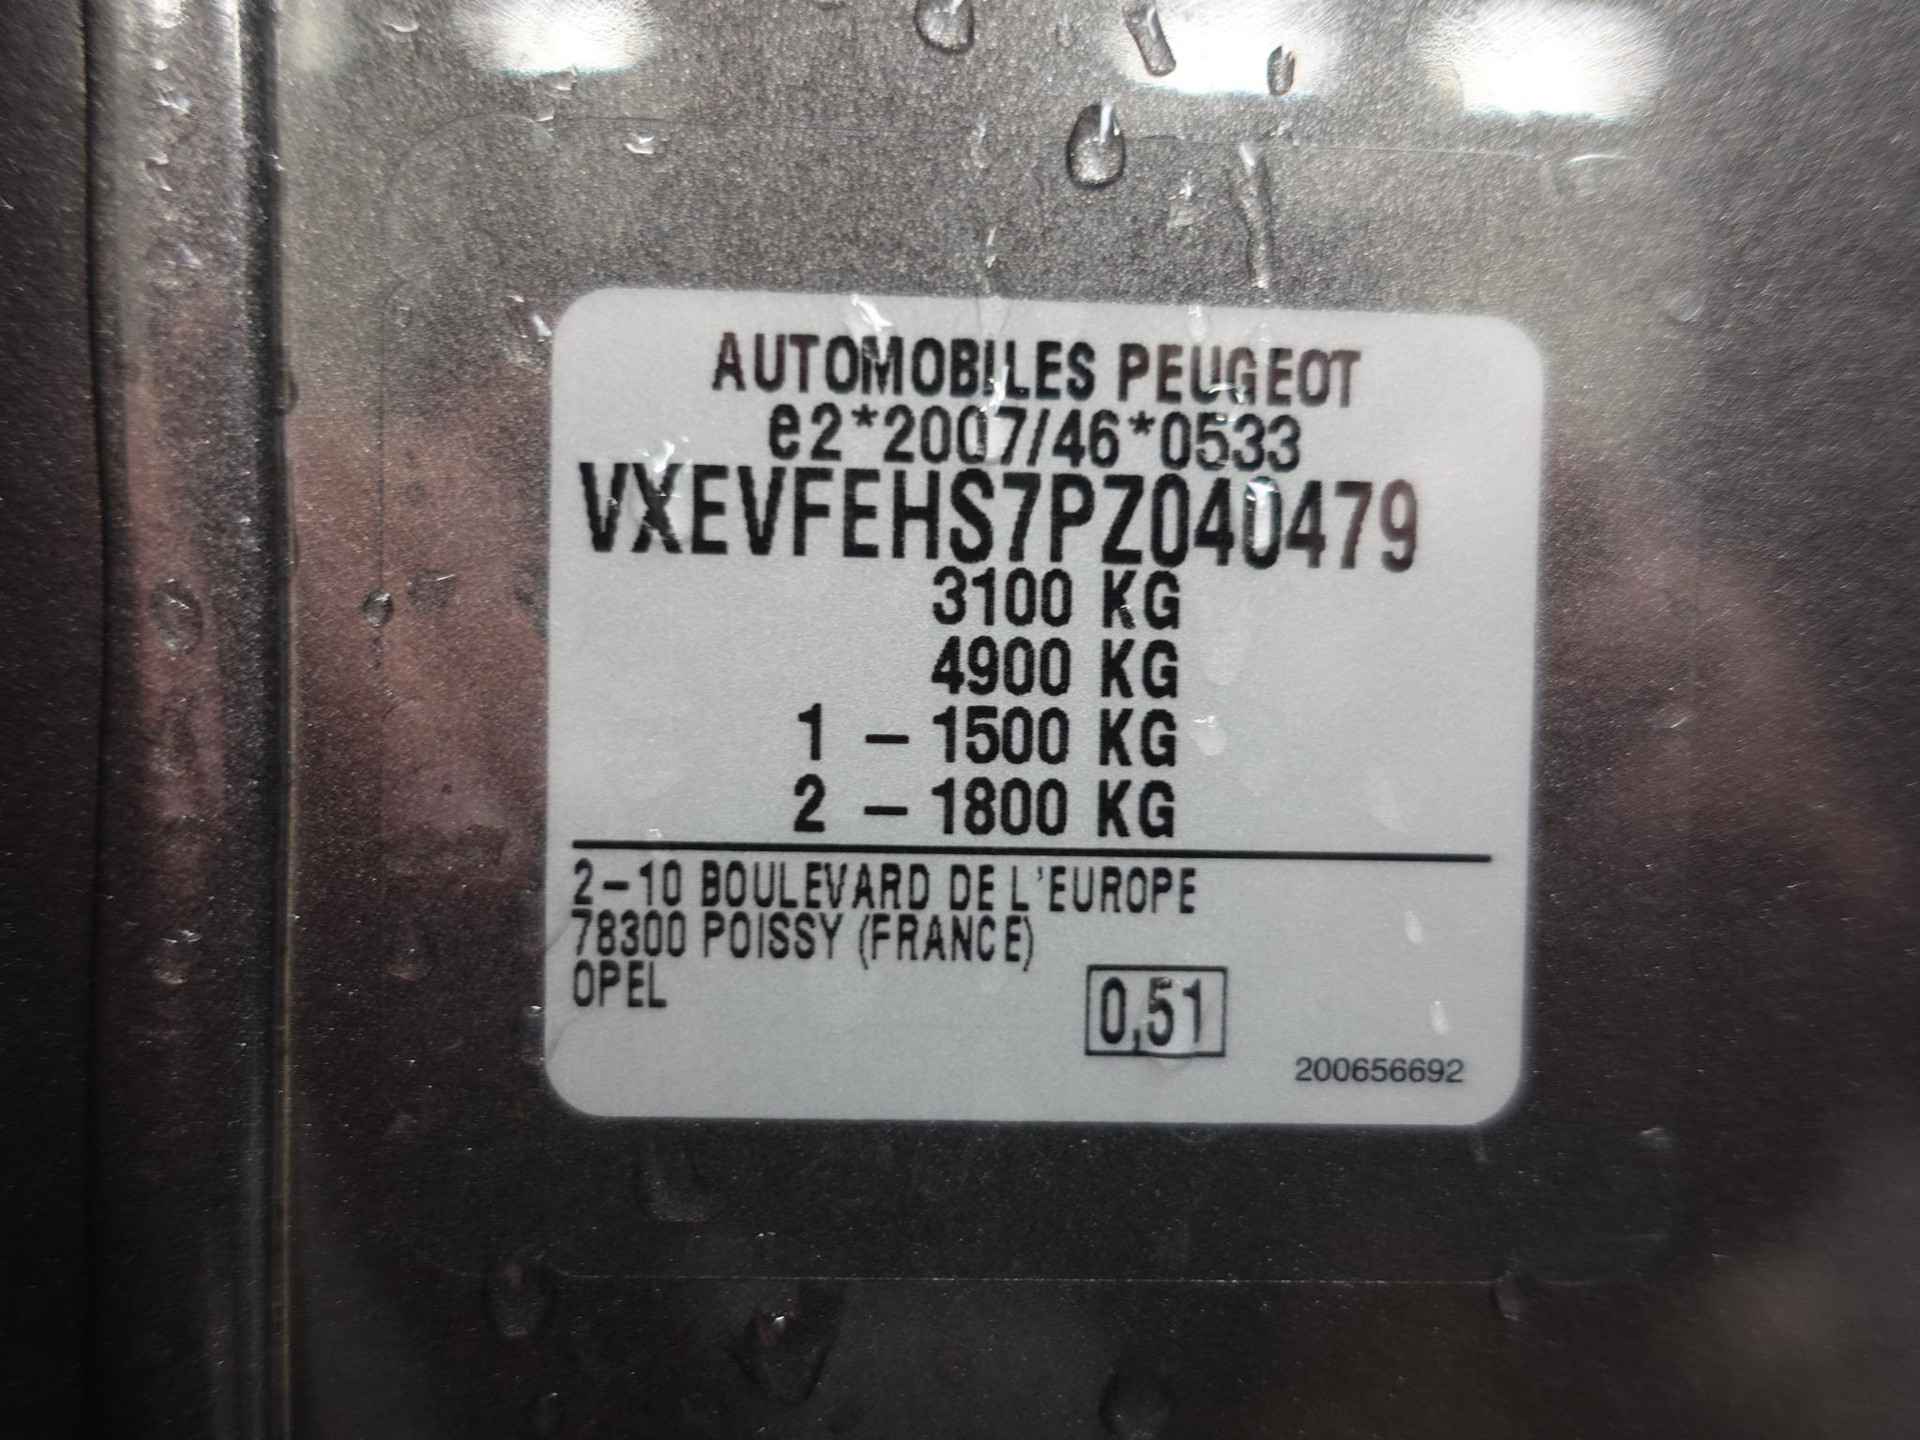 AUTOMOBILES PEUGEOT
e2*2007/46*0533
VXEVFEHS7PZ040479
3100 KG
4900 KG
1 - 1500 KG
2 - 1800 KG
2-10 BOULEVARD DE L'EUROPE
78300 POISSY (FRANCE)
OPEL
0,51
200656692